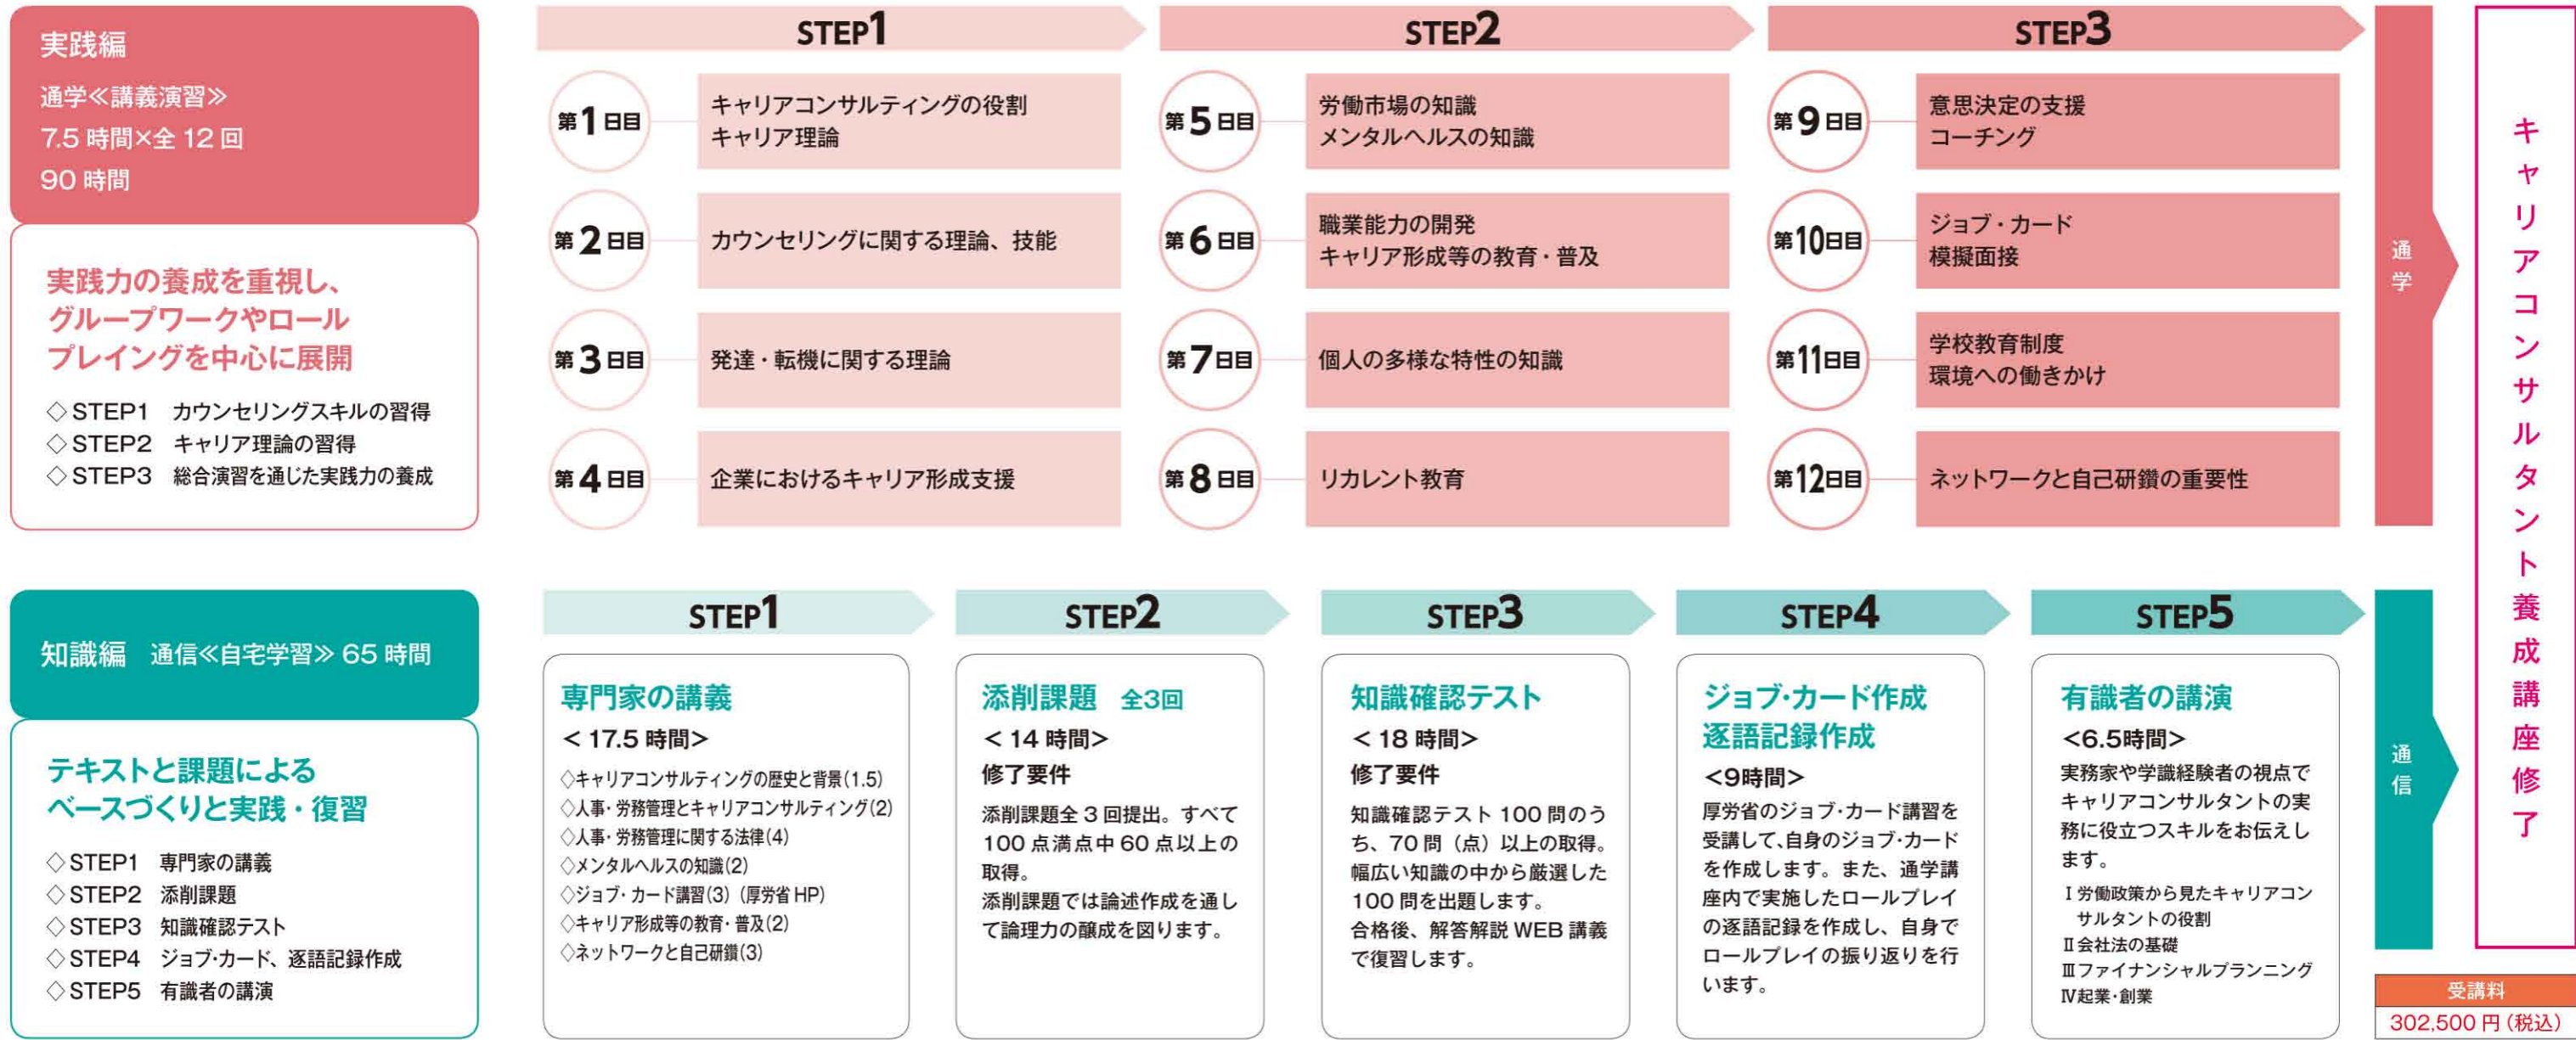 実践編
通学≪講義演習≫
7.5 時間×全 12 回
90 時間
実践力の養成を重視し、
グループワークやロール
プレイングを中心に展開
◇ STEP1 カウンセリングスキルの習得
◇ STEP2 キャリア理論の習得
◇ STEP3 総合演習を通じた実践力の養成
STEP1
第1日目
キャリアコンサルティングの役割
キャリア理論
第2日目
カウンセリングに関する理論、技能
第3日目
発達・転機に関する理論
第4日目
企業におけるキャリア形成支援
STEP2
第5日目
労働市場の知識
メンタルヘルスの知識
第6日目
職業能力の開発
キャリア形成等の教育・普及
第7日目
個人の多様な特性の知識
第8日目
リカレント教育
STEP3
第9日目
意思決定の支援
コーチング
第10日目
ジョブ・カード
模擬面接
第11日目
学校教育制度
環境への働きかけ
第12日目
ネットワークと自己研鑽の重要性
通学
知識編 通信≪自宅学習≫ 65 時間
テキストと課題による
ベースづくりと実践・復習
◇ STEP1 専門家の講義
◇ STEP2 添削課題
◇ STEP3 知識確認テスト
◇ STEP4 ジョブ・カード、逐語記録作成
◇ STEP5 有識者の講演
STEP1
専門家の講義
< 17.5 時間>
◇キャリアコンサルティングの歴史と背景(1.5)
◇人事・労務管理とキャリアコンサルティング(2)
◇人事・労務管理に関する法律(4)
◇メンタルヘルスの知識(2)
◇ジョブ・カード講習(3)(厚労省 HP)
◇キャリア形成等の教育・普及(2)
◇ネットワークと自己研鑽(3)
STEP2
添削課題 全3回
< 14 時間>
修了要件
添削課題全 3 回提出。すべて
100 点満点中 60 点以上の
取得。
添削課題では論述作成を通し
て論理力の醸成を図ります。
STEP3
知識確認テスト
< 18 時間>
修了要件
知識確認テスト 100 問のう
ち、70 問（点）以上の取得。
幅広い知識の中から厳選した
100 問を出題します。
合格後、解答解説 WEB 講義
で復習します。
STEP4
ジョブ・カード作成
逐語記録作成
<9時間>
厚労省のジョブ・カード講習を
受講して、自身のジョブ・カード
を作成します。また、通学講
座内で実施したロールプレイ
の逐語記録を作成し、自身で
ロールプレイの振り返りを行
います。
STEP5
有識者の講演
<6.5時間>
実務家や学識経験者の視点で
キャリアコンサルタントの実
務に役立つスキルをお伝えし
ます。
Ⅰ 労働政策から見たキャリアコン
サルタントの役割
Ⅱ 会社法の基礎
Ⅲ ファイナンシャルプランニング
Ⅳ 起業・創業
通信
キャリアコンサルタント養成講座修了
受講料
302,500 円（税込）